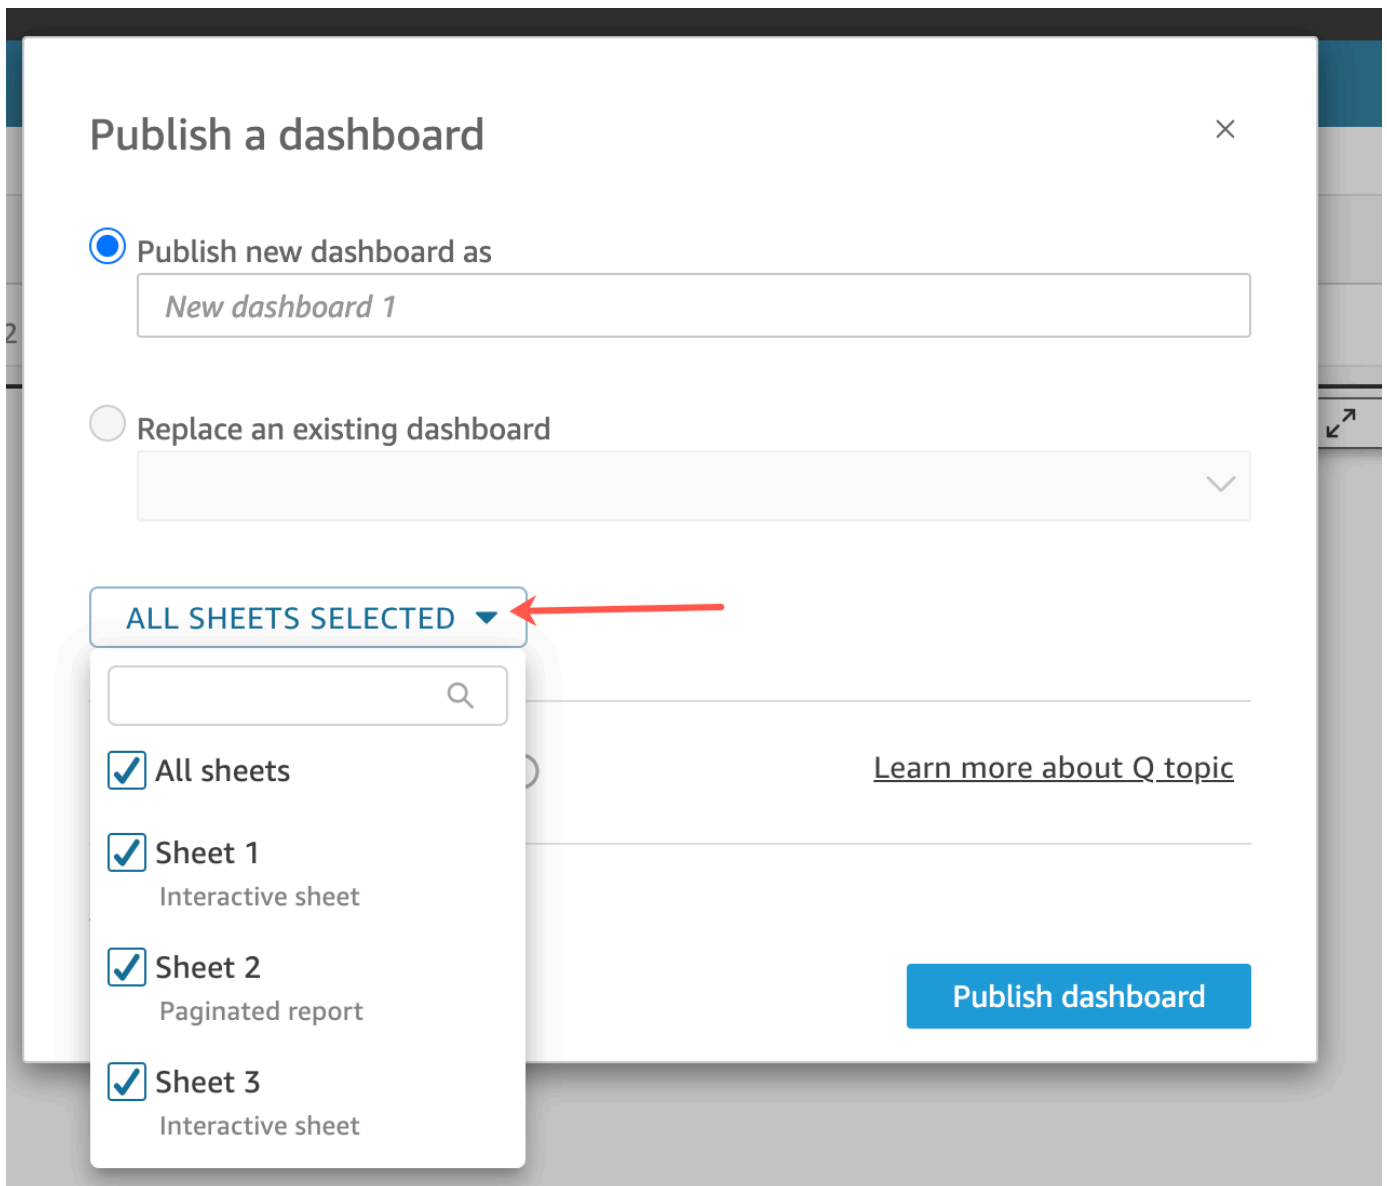 Publish a dashboard
Publish new dashboard as
New dashboard 1
2
Replace an existing dashboard
ALL SHEETS SELECTED
All sheets
Learn more about Q topic
Sheet 1
Interactive sheet
Sheet 2
Paginated report
Publish dashboard
Sheet 3
Interactive sheet